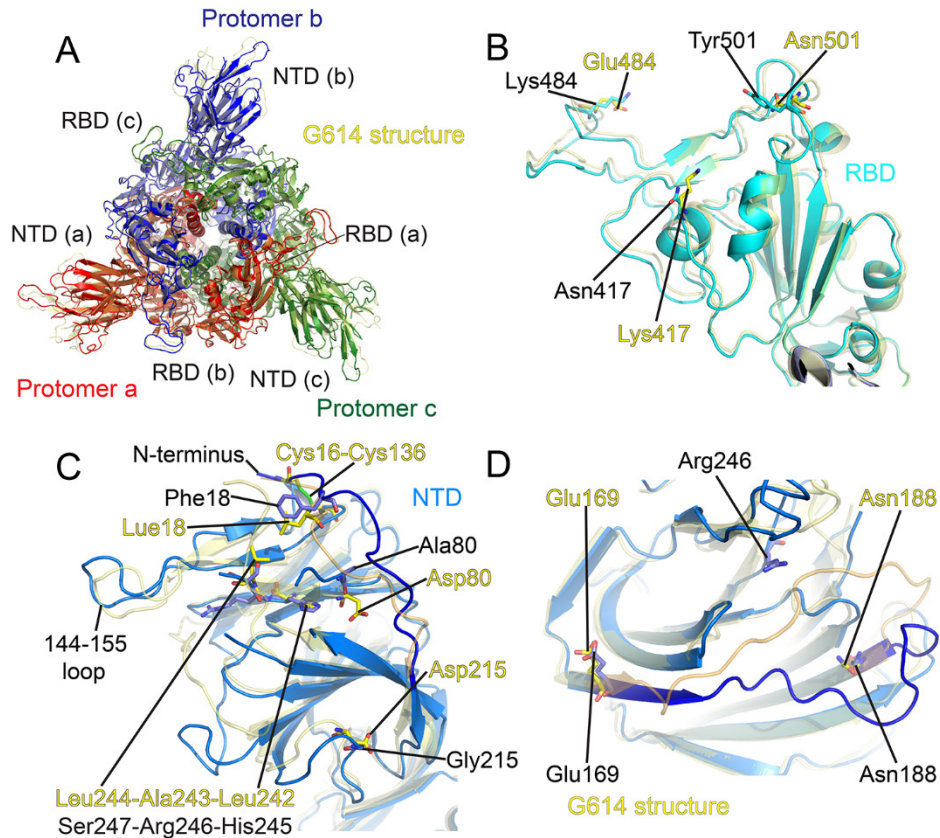 A
Protomer b
NTD (b)
RBD (c)
G614 structure
NTD (a)
RBD (a)
Protomer a
RBD (b)
NTD (c)
Protomer c
B
Tyr501
Asn501
Glu484
Lys484
RBD
Asn417
Lys417
C
N-terminus
Cys16-Cys136
NTD
Phe18
Lue18
Ala80
Asp80
144-155
loop
Asp215
Gly215
Leu244-Ala243-Leu242
Ser247-Arg246-His245
D
Arg246
Glu169
Asn188
Glu169
Asn188
G614 structure